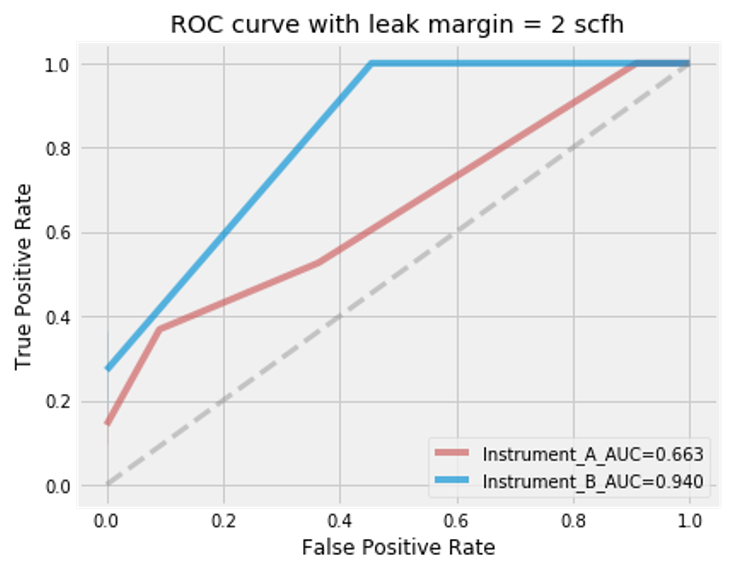 ROC curve with leak margin = 2 scfh
1.0
0.8
0.6
0.4
0.2
0.0
True Positive Rate
Instrument_A_AUC=0.663
Instrument_B_AUC=0.940
0.0 0.2 0.4 0.6 0.8 1.0
False Positive Rate